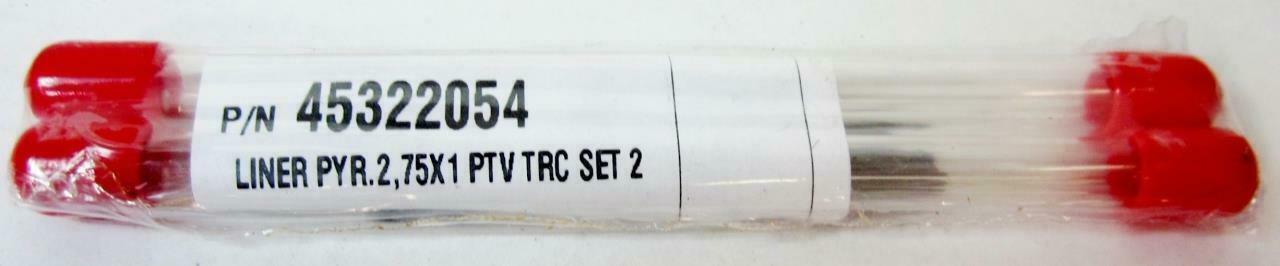 P/N 45322054
LINER PYR.2,75X1 PTV TRC SET 2